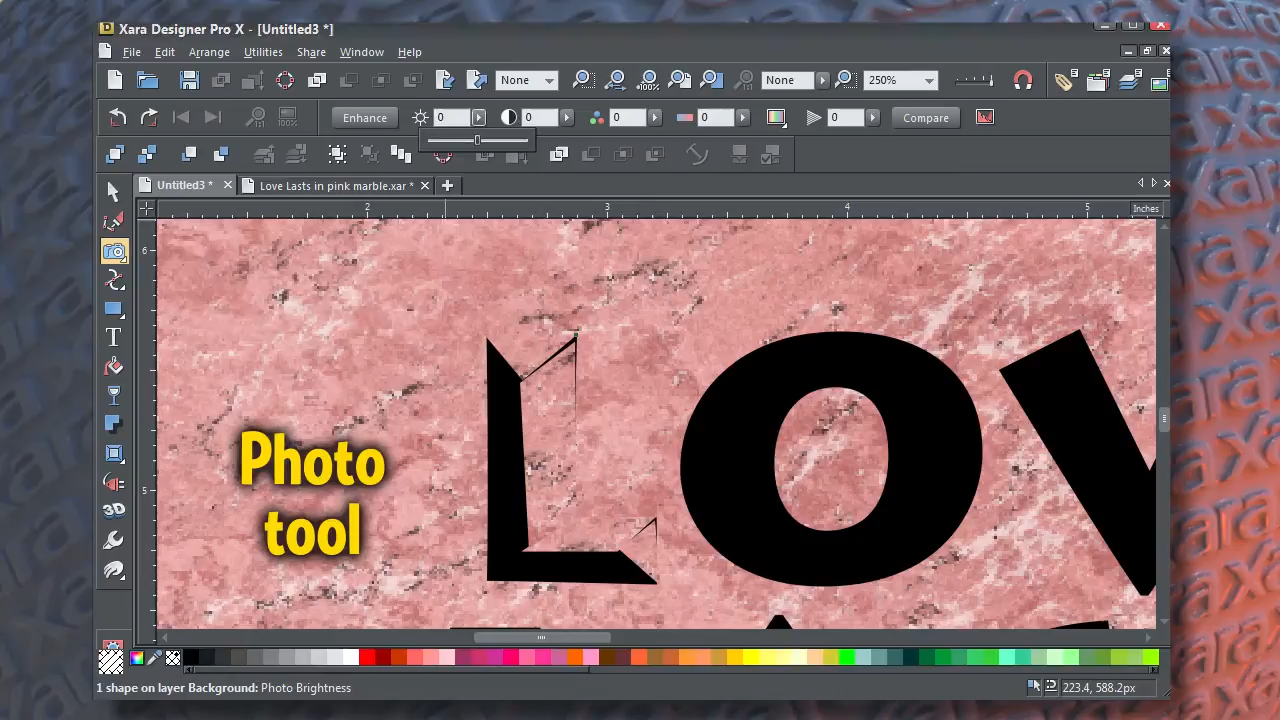 Xara Designer Pro X - [Untitled3 *]
File Edit Arrange Utilities Share Window Help
None None 250%
Enhance 0 0 0 0 0 Compare
Untitled3 * Love Lasts in pink marble.xar *
2 3 4 5 Inches
6
5
LOV
Photo
tool
T
3D
1 shape on layer Background: Photo Brightness 223.4, 588.2px